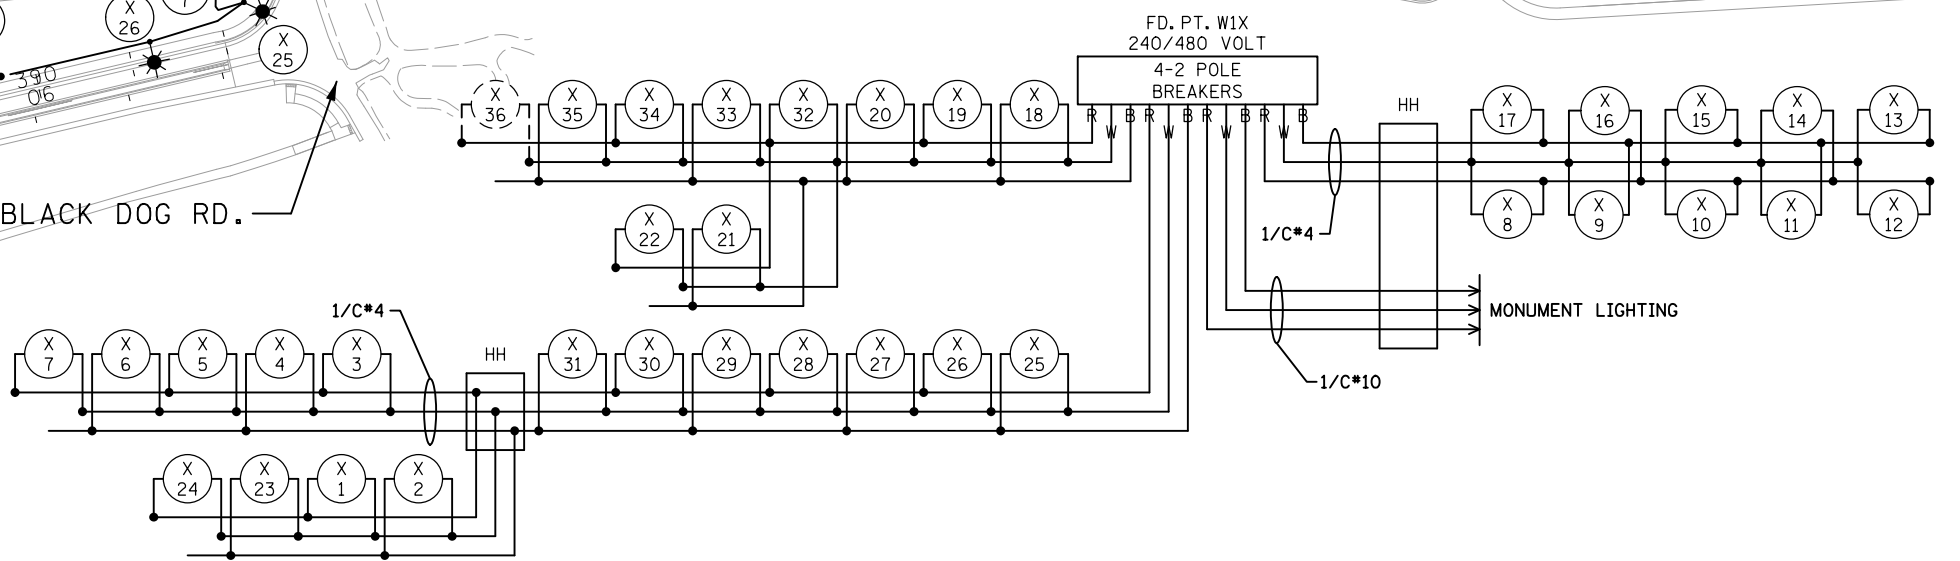 X
26
7
X
25
390
06
BLACK DOG RD.
FD. PT. W1X
240/480 VOLT
4-2 POLE
BREAKERS
R W B R W B R W B R W B
X
36
X
35
X
34
X
33
X
32
X
20
X
19
X
18
HH
X
17
X
16
X
15
X
14
X
13
X
8
X
9
X
10
X
11
X
12
1/C#4
X
22
X
21
MONUMENT LIGHTING
1/C#10
1/C#4
X
7
X
6
X
5
X
4
X
3
HH
X
31
X
30
X
29
X
28
X
27
X
26
X
25
X
24
X
23
X
1
X
2